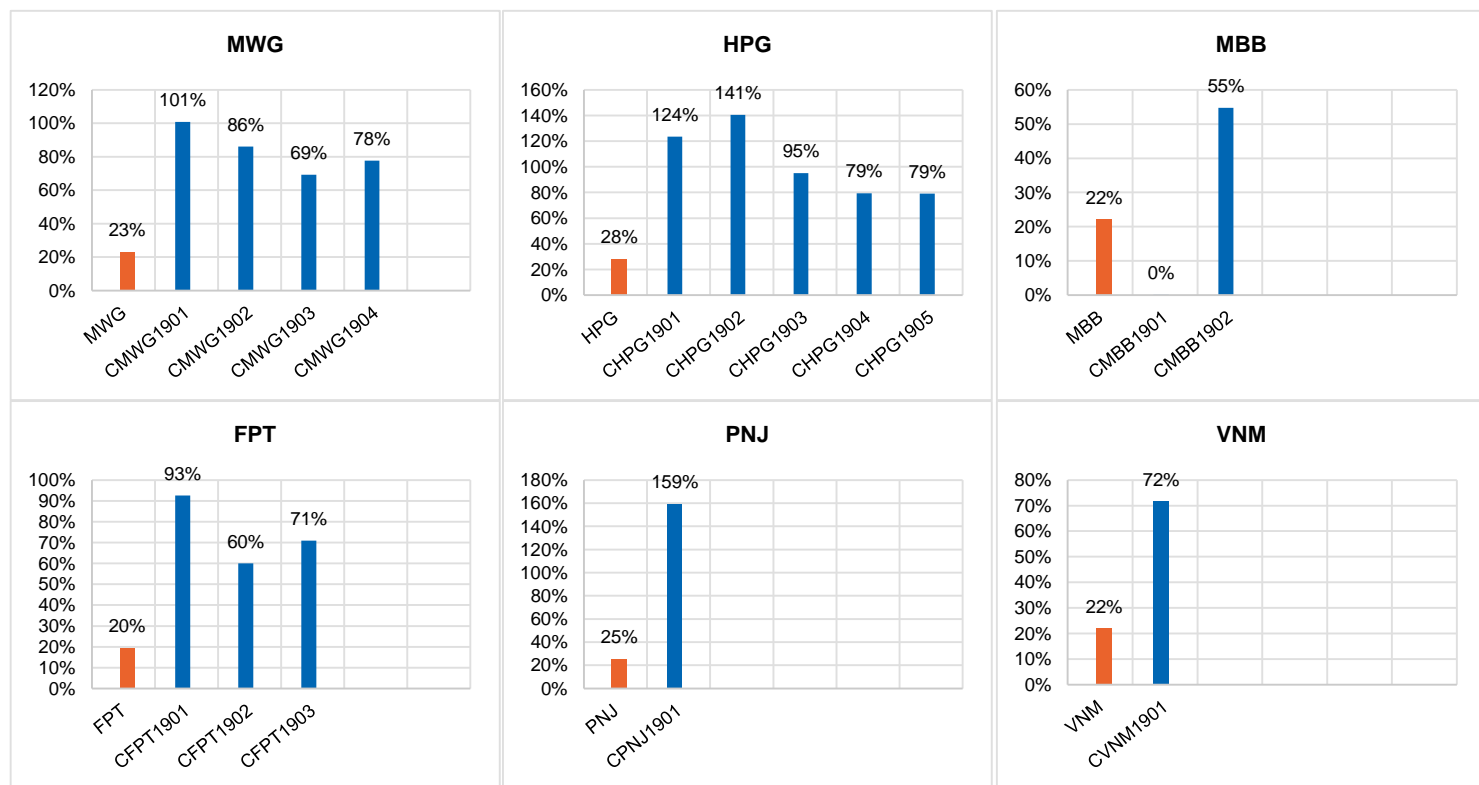 MWG
120%
100%
80%
60%
40%
20%
0%
23%
101%
86%
69%
78%
MWG
CMWG1901
CMWG1902
CMWG1903
CMWG1904
HPG
160%
140%
120%
100%
80%
60%
40%
20%
0%
28%
124%
141%
95%
79%
79%
HPG
CHPG1901
CHPG1902
CHPG1903
CHPG1904
CHPG1905
MBB
60%
50%
40%
30%
20%
10%
0%
22%
0%
55%
MBB
CMBB1901
CMBB1902
FPT
100%
90%
80%
70%
60%
50%
40%
30%
20%
10%
0%
20%
93%
60%
71%
FPT
CFPT1901
CFPT1902
CFPT1903
PNJ
180%
160%
140%
120%
100%
80%
60%
40%
20%
0%
25%
159%
PNJ
CPNJ1901
VNM
80%
70%
60%
50%
40%
30%
20%
10%
0%
22%
72%
VNM
CVNM1901